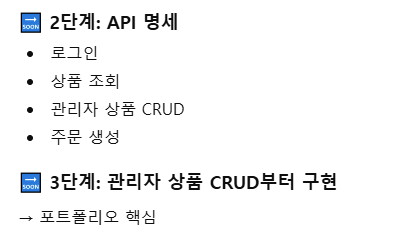 🔜 2단계: API 명세
• 로그인
• 상품 조회
• 관리자 상품 CRUD
• 주문 생성
🔜 3단계: 관리자 상품 CRUD부터 구현
→ 포트폴리오 핵심